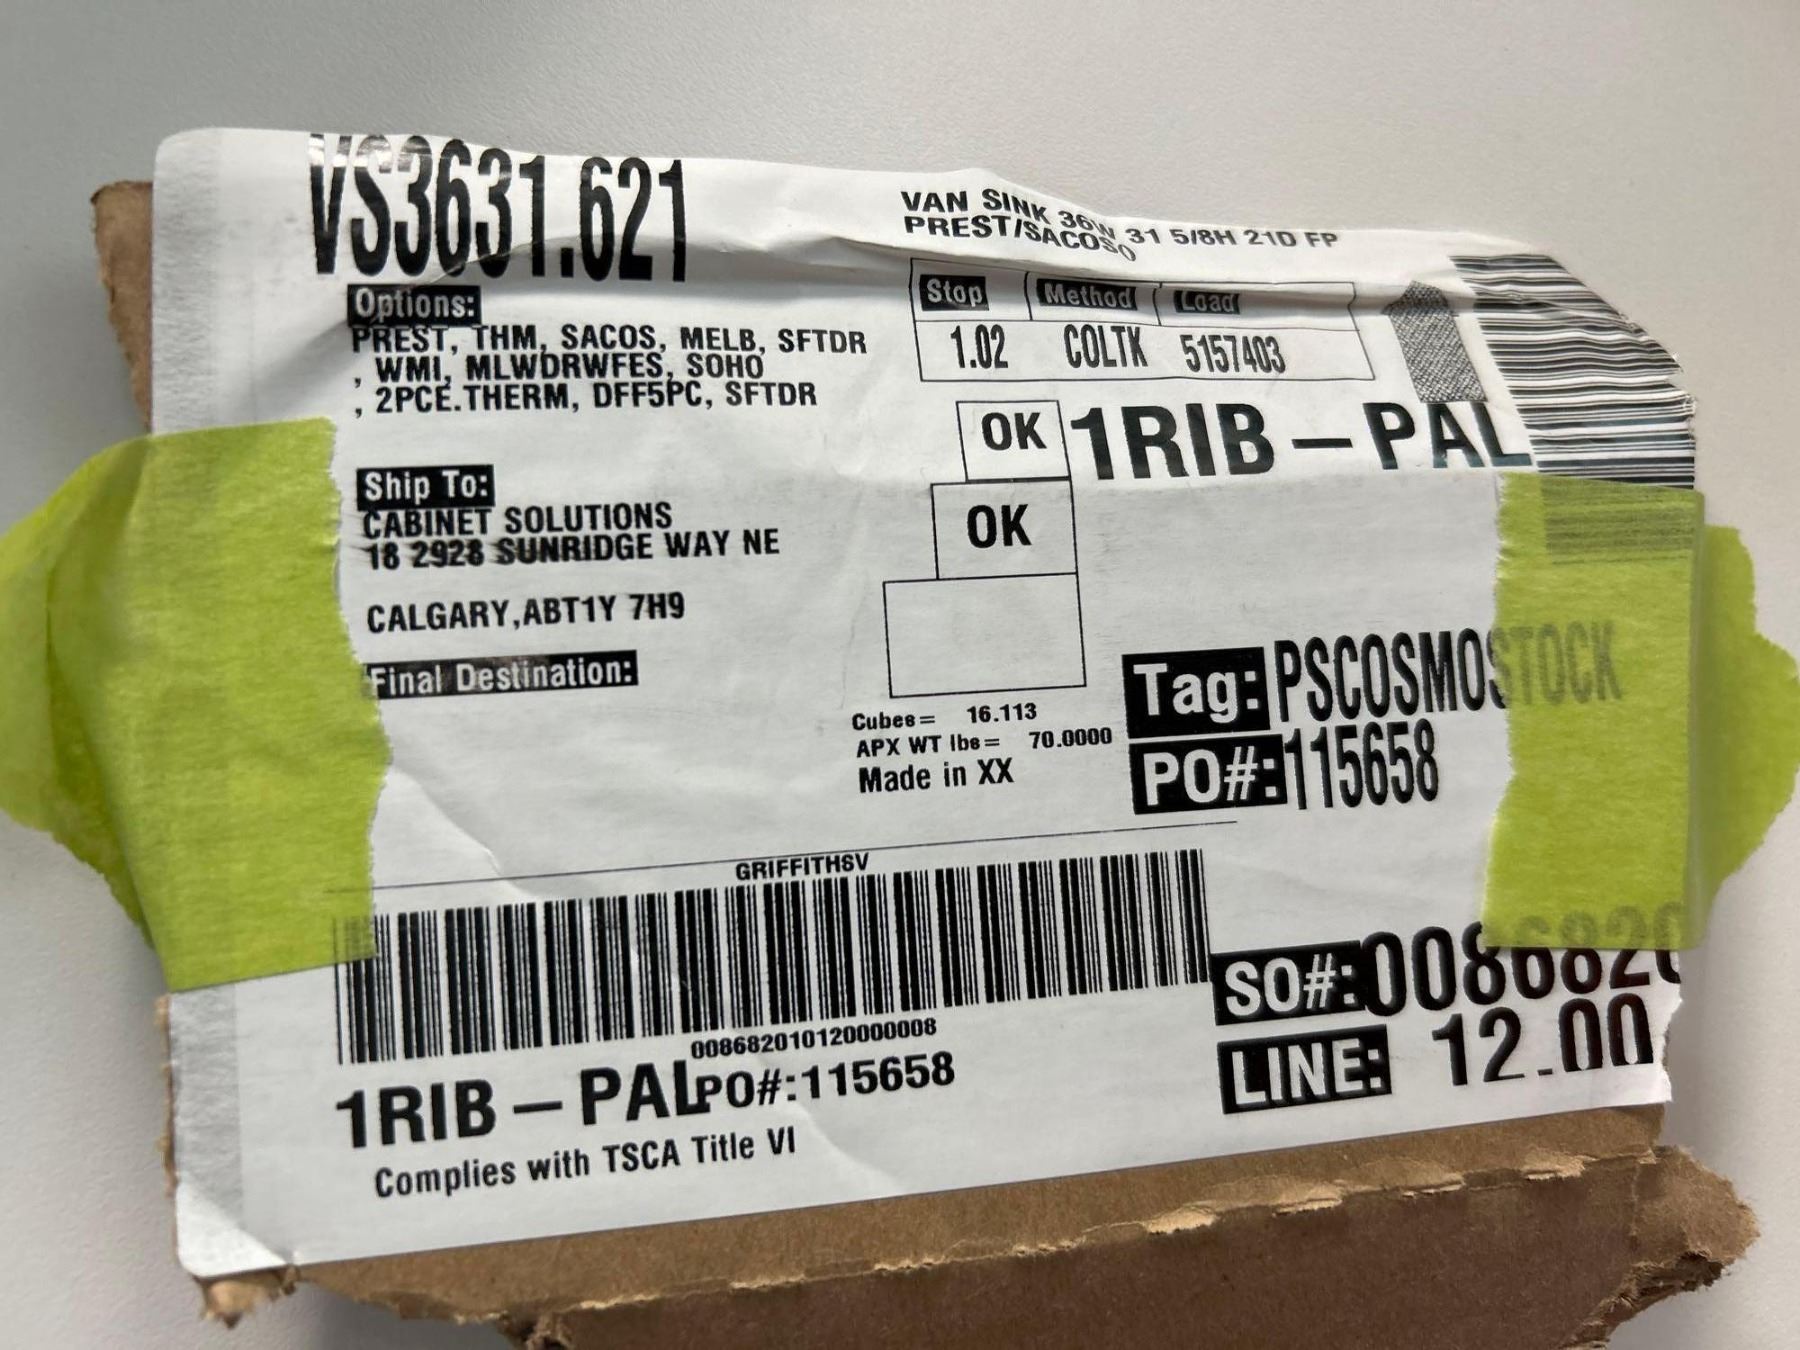 VS3631.621
VAN SINK 36W 31 5/8H 21D FP
PREST/SACOSO
Options:
PREST, THM, SACOS, MELB, SFTDR
, WMI, MLWDRWFES, SOHO
, 2PCE.THERM, DFF5PC, SFTDR
Stop Method Load
1.02 COLTK 5157403
OK 1RIB-PAL
OK
Ship To:
CABINET SOLUTIONS
18 2928 SUNRIDGE WAY NE
CALGARY,ABT1Y 7H9
Final Destination:
Cubes= 16.113
APX WT lbs= 70.0000
Made in XX
Tag:PSCOSMOSTOCK
PO#:115658
GRIFFITHSV
008682010120000008
SO#:0086820
LINE: 12.00
1RIB-PALPO#:115658
Complies with TSCA Title VI